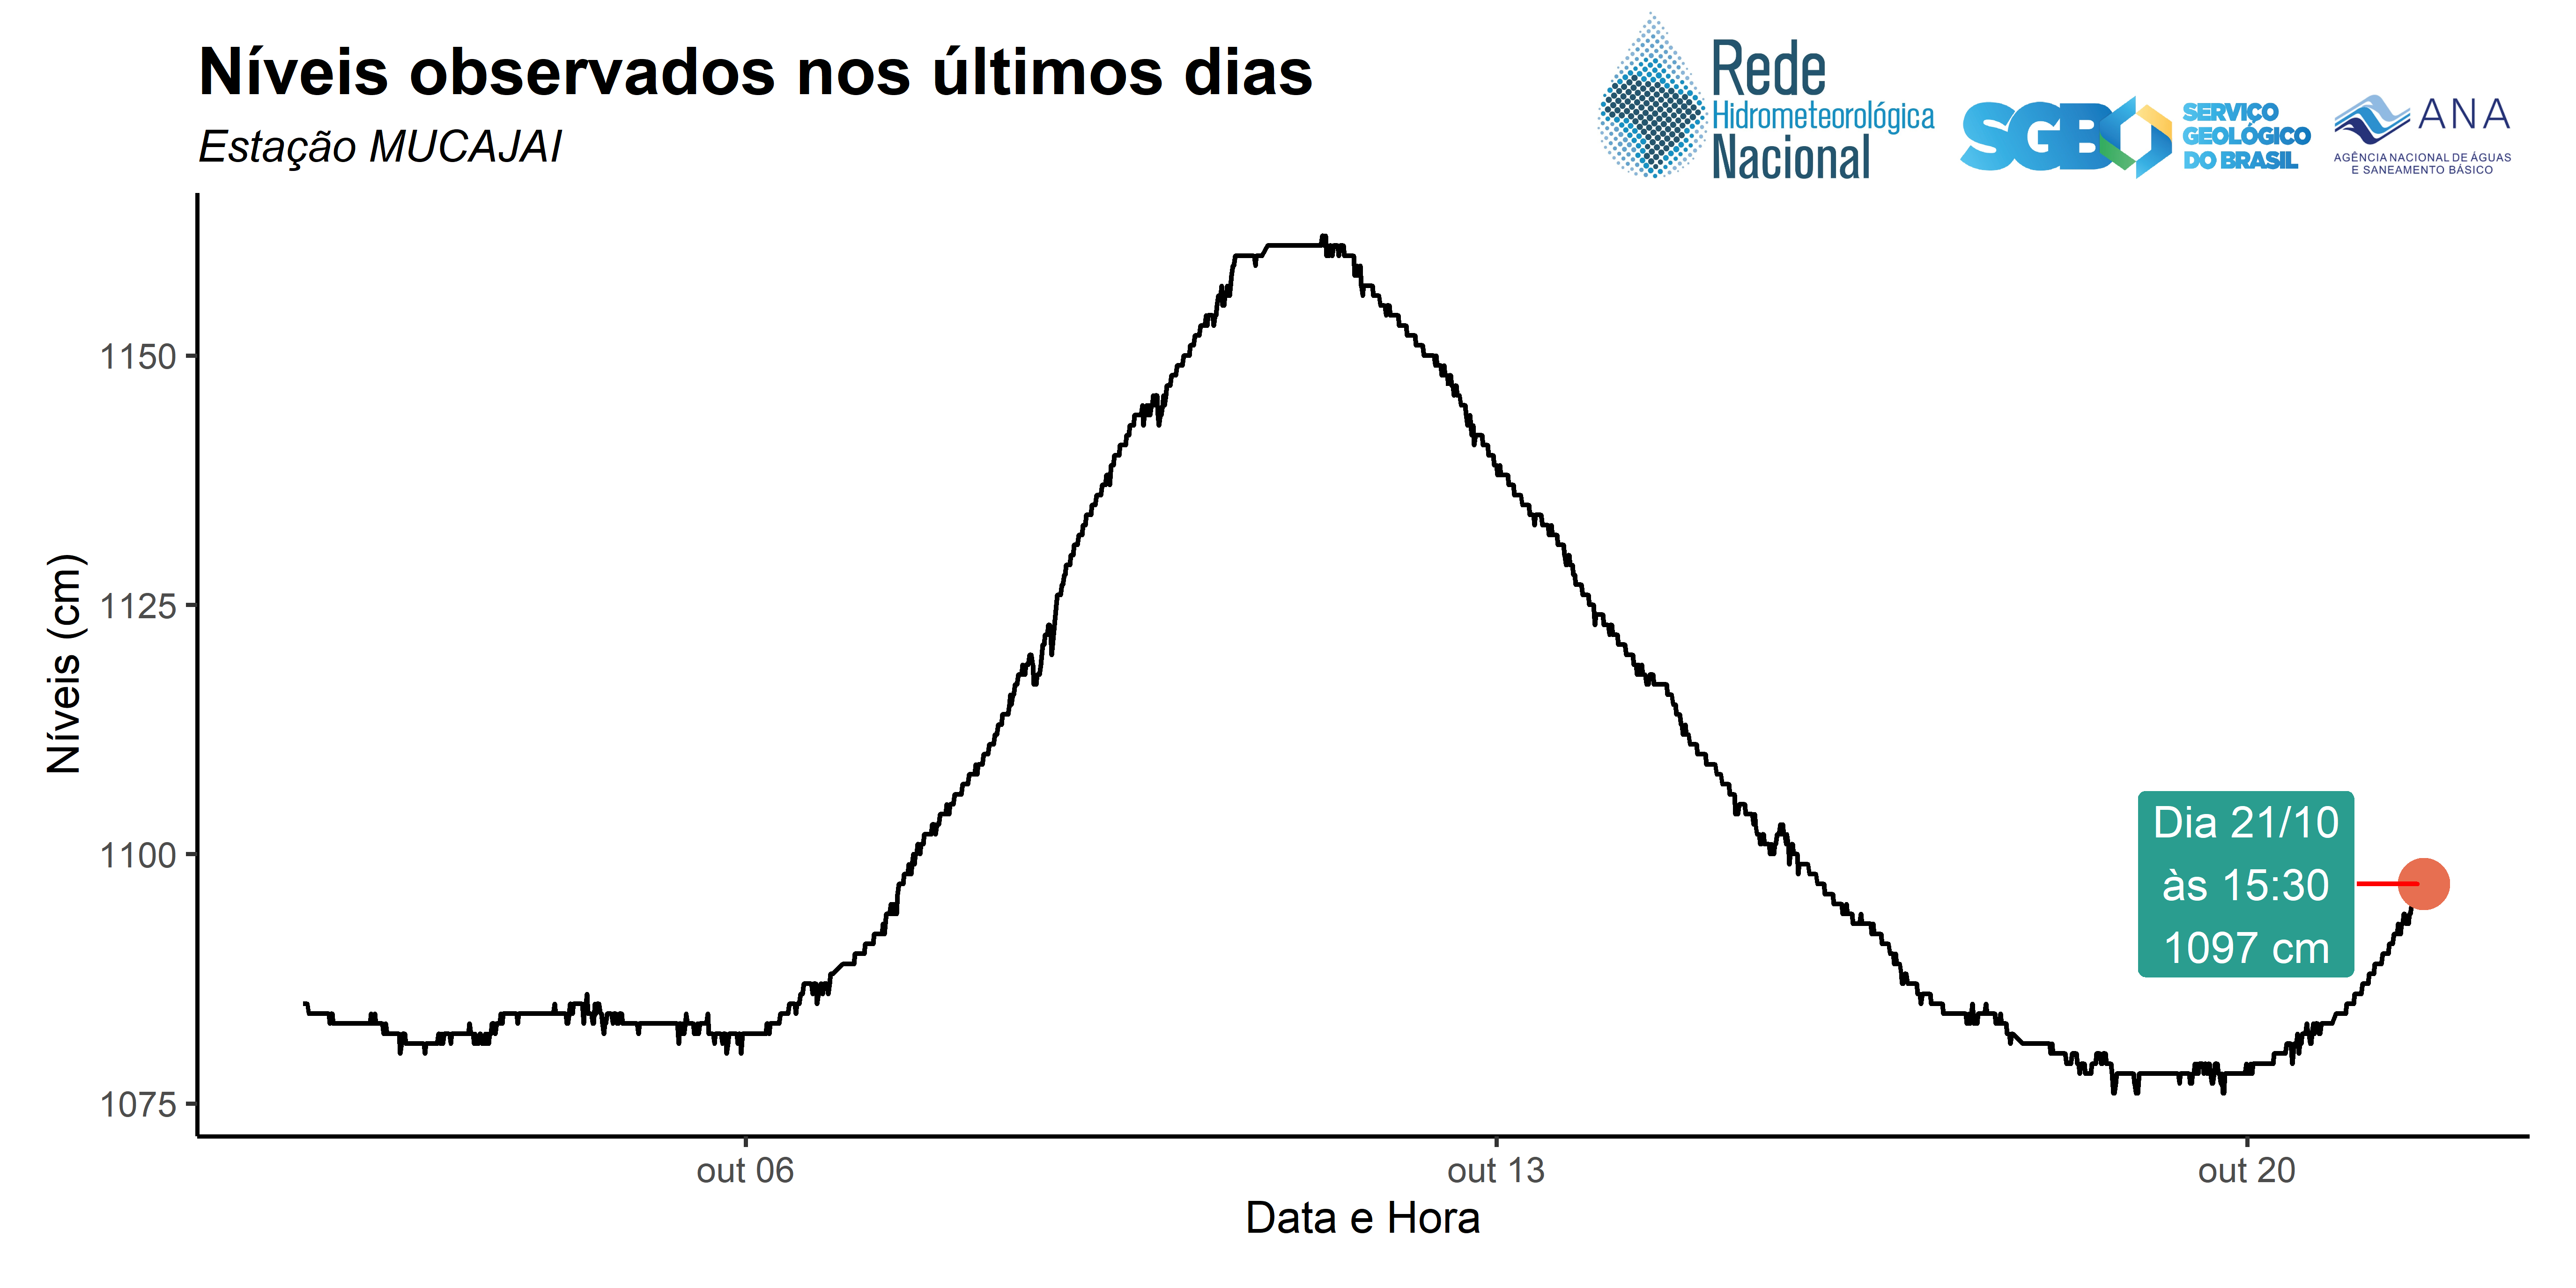 Níveis observados nos últimos dias
Estação MUCAJAI
Rede
Hidrometeorológica
Nacional
SGB
SERVIÇO
GEOLÓGICO
DO BRASIL
ANA
AGÊNCIA NACIONAL DE ÁGUAS
E SANEAMENTO BÁSICO
Níveis (cm)
1150
1125
1100
1075
Dia 21/10
às 15:30
1097 cm
out 06
out 13
out 20
Data e Hora